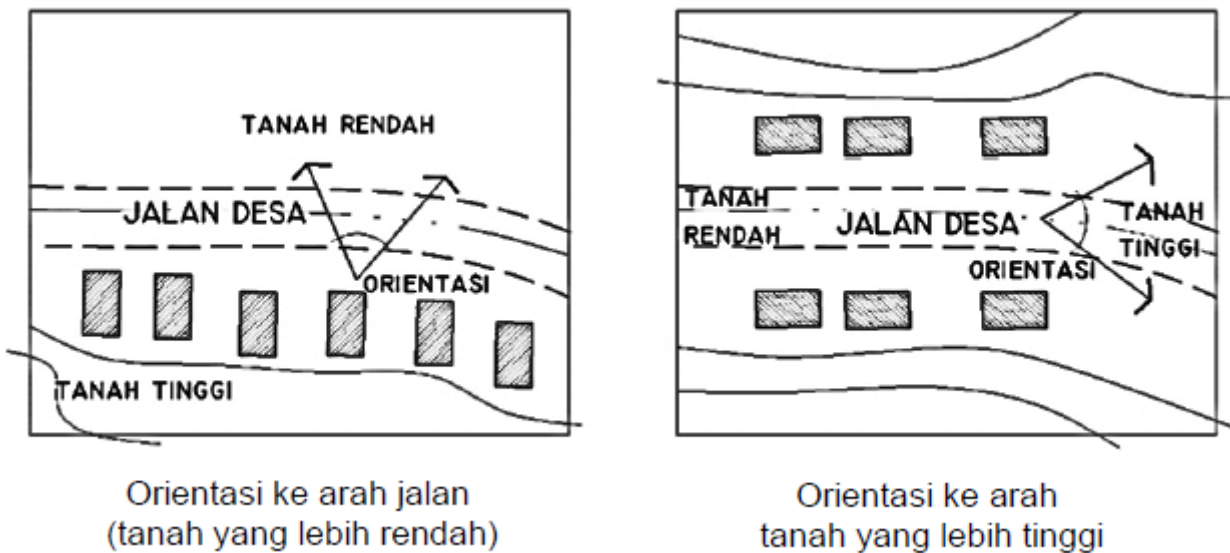 TANAH RENDAH
JALAN DESA
ORIENTASI
TANAH TINGGI
Orientasi ke arah jalan
(tanah yang lebih rendah)
TANAH
RENDAH
JALAN DESA
TANAH
TINGGI
ORIENTASI
Orientasi ke arah
tanah yang lebih tinggi